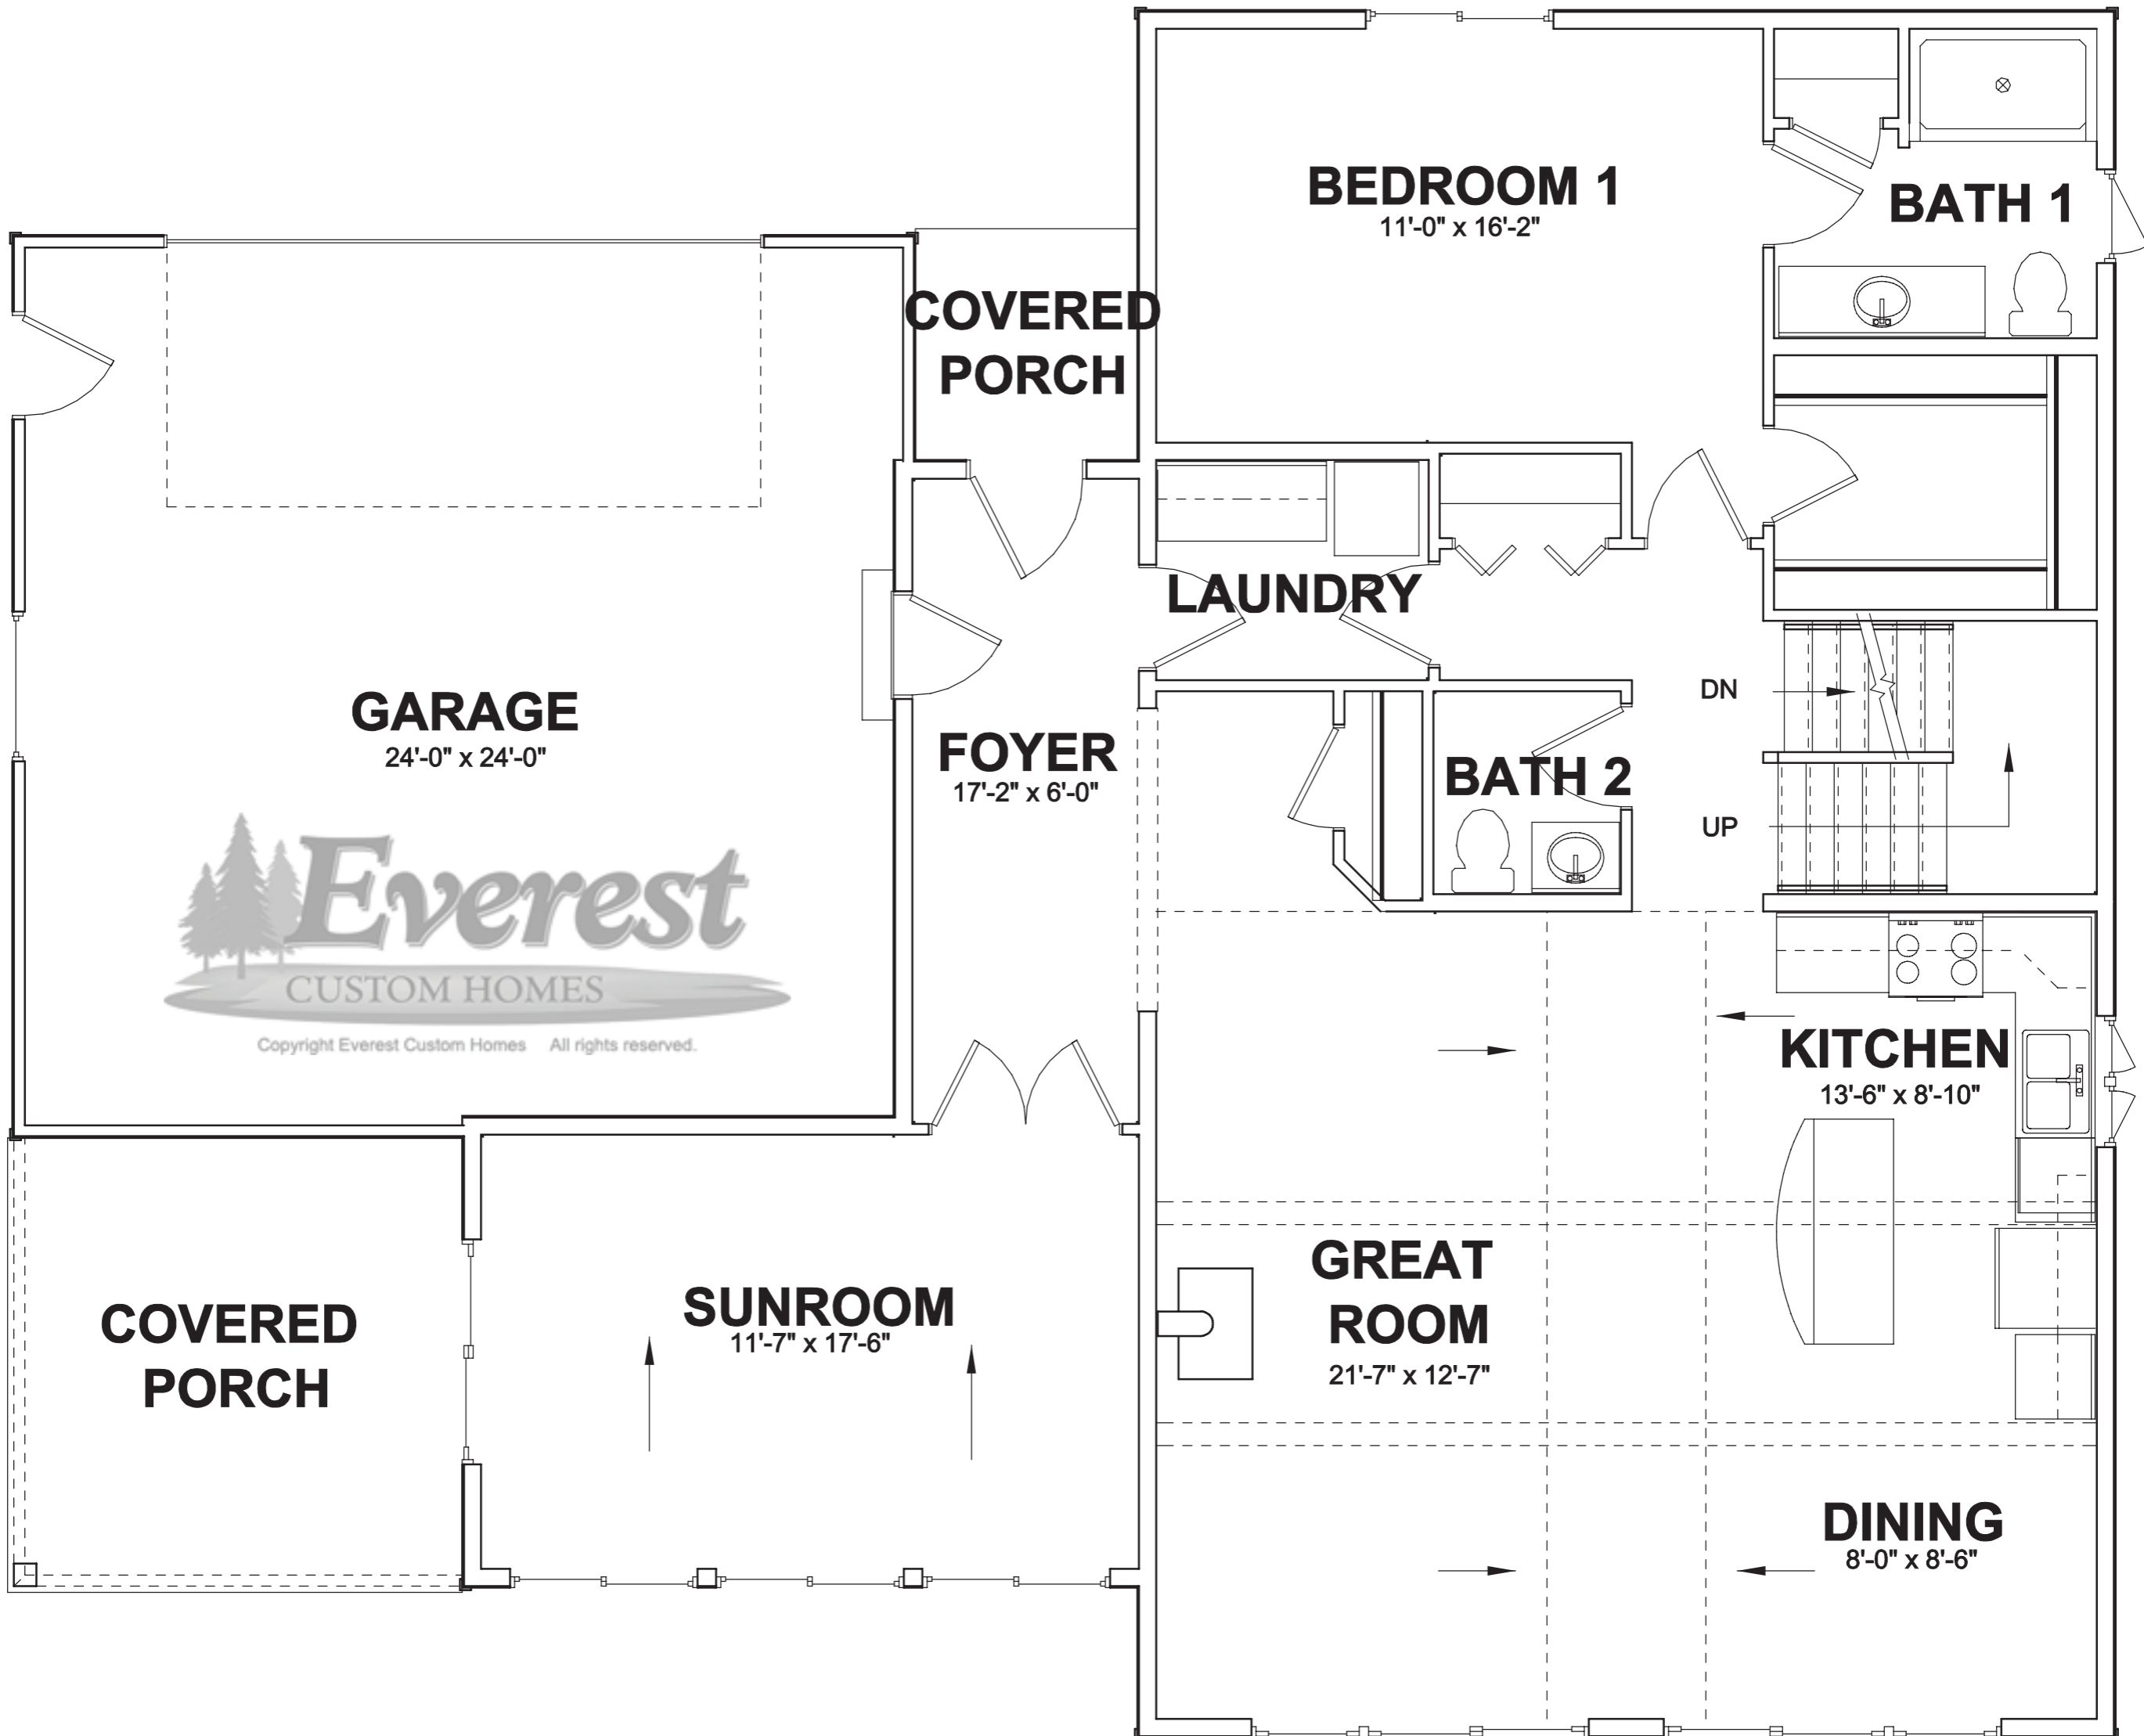 BEDROOM 1
11'-0" x 16'-2"
BATH 1
COVERED
PORCH
LAUNDRY
GARAGE
24'-0" x 24'-0"
FOYER
17'-2" x 6'-0"
BATH 2
DN
UP
Everest
CUSTOM HOMES
Copyright Everest Custom Homes All rights reserved.
KITCHEN
13'-6" x 8'-10"
COVERED
PORCH
SUNROOM
11'-7" x 17'-6"
GREAT
ROOM
21'-7" x 12'-7"
DINING
8'-0" x 8'-6"